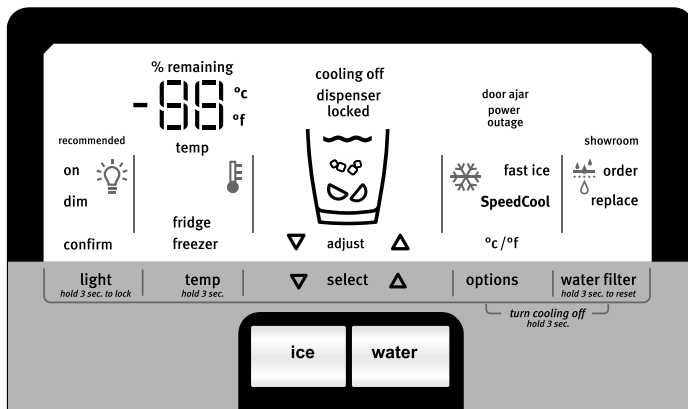 % remaining
-88 °c
°f
temp
cooling off
dispenser
locked
door ajar
power
outage
recommended
on
dim
confirm
fridge
freezer
adjust
fast ice
SpeedCool
°c/°f
showroom
order
replace
light
hold 3 sec. to lock
temp
hold 3 sec.
select
options
water filter
hold 3 sec. to reset
turn cooling off
hold 3 sec.
ice
water